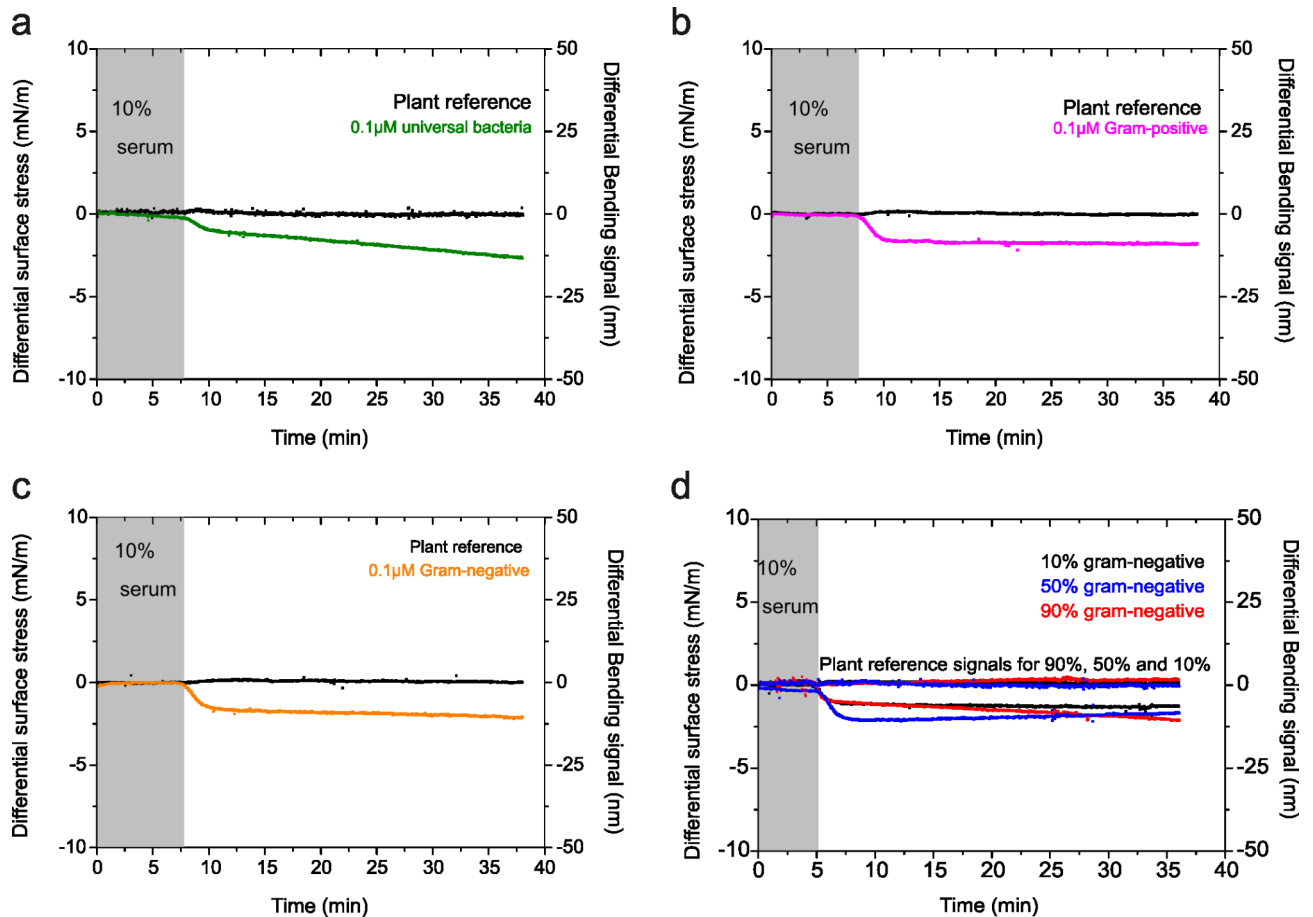 a
Differential surface stress (mN/m)
10
5
0
-5
-10
10%
serum
Plant reference
0.1µM universal bacteria
50
25
0
-25
-50
Differential Bending signal (nm)
0 5 10 15 20 25 30 35 40
Time (min)
b
Differential surface stress (mN/m)
10
5
0
-5
-10
10%
serum
Plant reference
0.1µM Gram-positive
50
25
0
-25
-50
Differential Bending signal (nm)
0 5 10 15 20 25 30 35 40
Time (min)
c
Differential surface stress (mN/m)
10
5
0
-5
-10
10%
serum
Plant reference
0.1µM Gram-negative
50
25
0
-25
-50
Differential Bending signal (nm)
0 5 10 15 20 25 30 35 40
Time (min)
d
Differential surface stress (mN/m)
10
5
0
-5
-10
10%
serum
10% gram-negative
50% gram-negative
90% gram-negative
Plant reference signals for 90%, 50% and 10%
50
25
0
-25
-50
Differential Bending signal (nm)
0 5 10 15 20 25 30 35 40
Time (min)